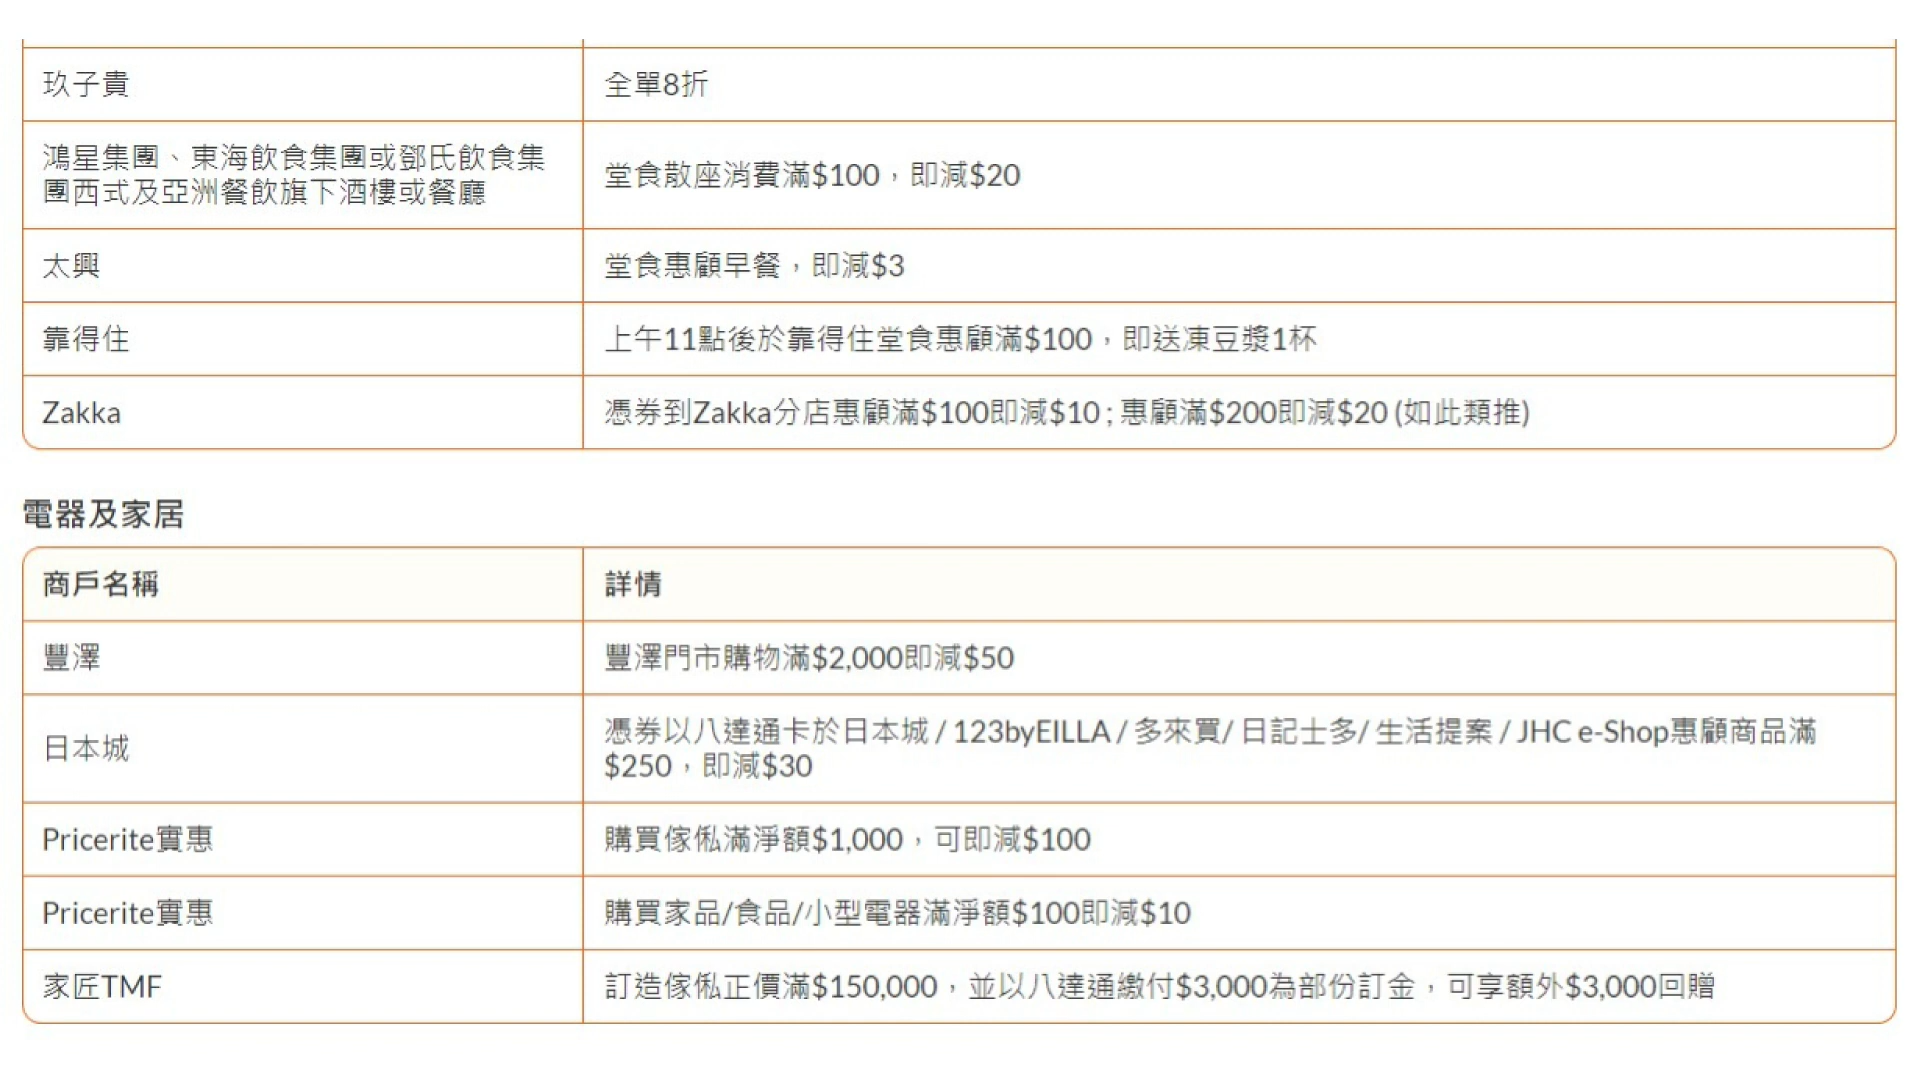 玖子貴
全單8折
鴻星集團、東海飲食集團或鄧氏飲食集
團西式及亞洲餐飲旗下酒樓或餐廳
堂食散座消費滿$100，即減$20
太興
堂食惠顧早餐，即減$3
靠得住
上午11點後於靠得住堂食惠顧滿$100，即送凍豆漿1杯
Zakka
憑券到Zakka分店惠顧滿$100即減$10 ; 惠顧滿$200即減$20 (如此類推)
電器及家居
商戶名稱
詳情
豐澤
豐澤門市購物滿$2,000即減$50
日本城
憑券以八達通卡於日本城 / 123byEILLA / 多來買/ 日記士多/ 生活提案 / JHC e-Shop惠顧商品滿
$250，即減$30
Pricerite實惠
購買傢俬滿淨額$1,000，可即減$100
Pricerite實惠
購買家品/食品/小型電器滿淨額$100即減$10
家匠TMF
訂造傢俬正價滿$150,000，並以八達通繳付$3,000為部份訂金，可享額外$3,000回贈